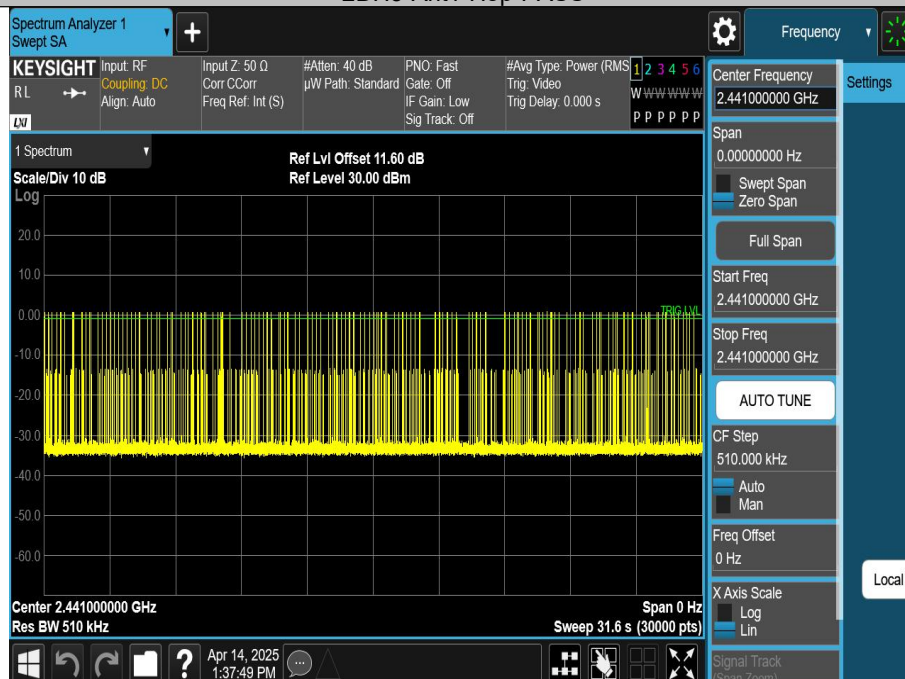 Spectrum Analyzer 1
Swept SA
Frequency
KEYSIGHT
RL
LXI
Input: RF
Coupling: DC
Align: Auto
Input Z: 50 Ω
Corr CCorr
Freq Ref: Int (S)
#Atten: 40 dB
µW Path: Standard
PNO: Fast
Gate: Off
IF Gain: Low
Sig Track: Off
#Avg Type: Power (RMS
Trig: Video
Trig Delay: 0.000 s
1 2 3 4 5 6
W W W W W W
P P P P P P
Center Frequency
2.441000000 GHz
Settings
Span
0.00000000 Hz
Swept Span
Zero Span
Full Span
Start Freq
2.441000000 GHz
Stop Freq
2.441000000 GHz
AUTO TUNE
CF Step
510.000 kHz
Auto
Man
Freq Offset
0 Hz
X Axis Scale
Log
Lin
Signal Track
(Span Zoom)
Local
1 Spectrum
Scale/Div 10 dB
Ref Lvl Offset 11.60 dB
Ref Level 30.00 dBm
Log
20.0
10.0
0.00
TRIG LVL
-10.0
-20.0
-30.0
-40.0
-50.0
-60.0
Center 2.441000000 GHz
Span 0 Hz
Res BW 510 kHz
Sweep 31.6 s (30000 pts)
Apr 14, 2025
1:37:49 PM